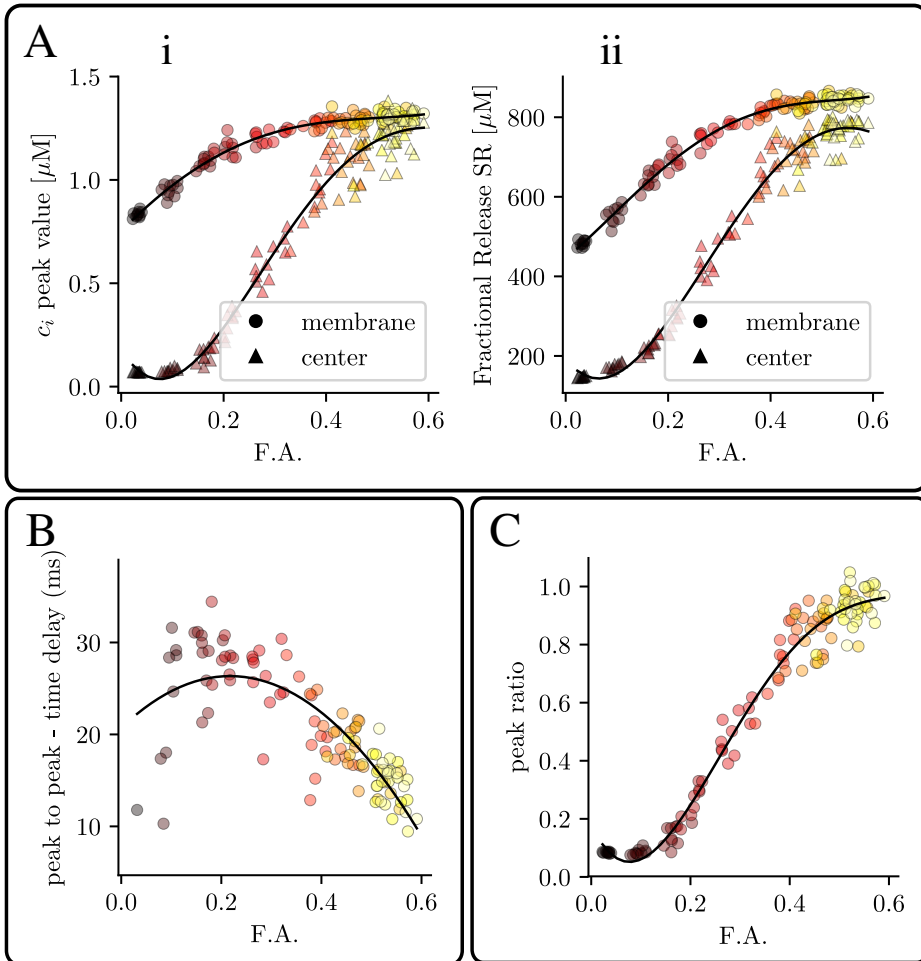 A
i
ii
c_i peak value [μM]
1.5
1.0
0.5
0.0
0.0 0.2 0.4 0.6
F.A.
membrane
center
Fractional Release SR [μM]
800
600
400
200
0.0 0.2 0.4 0.6
F.A.
membrane
center
B
peak to peak - time delay (ms)
30
20
10
0.0 0.2 0.4 0.6
F.A.
C
peak ratio
1.0
0.8
0.6
0.4
0.2
0.0
0.0 0.2 0.4 0.6
F.A.